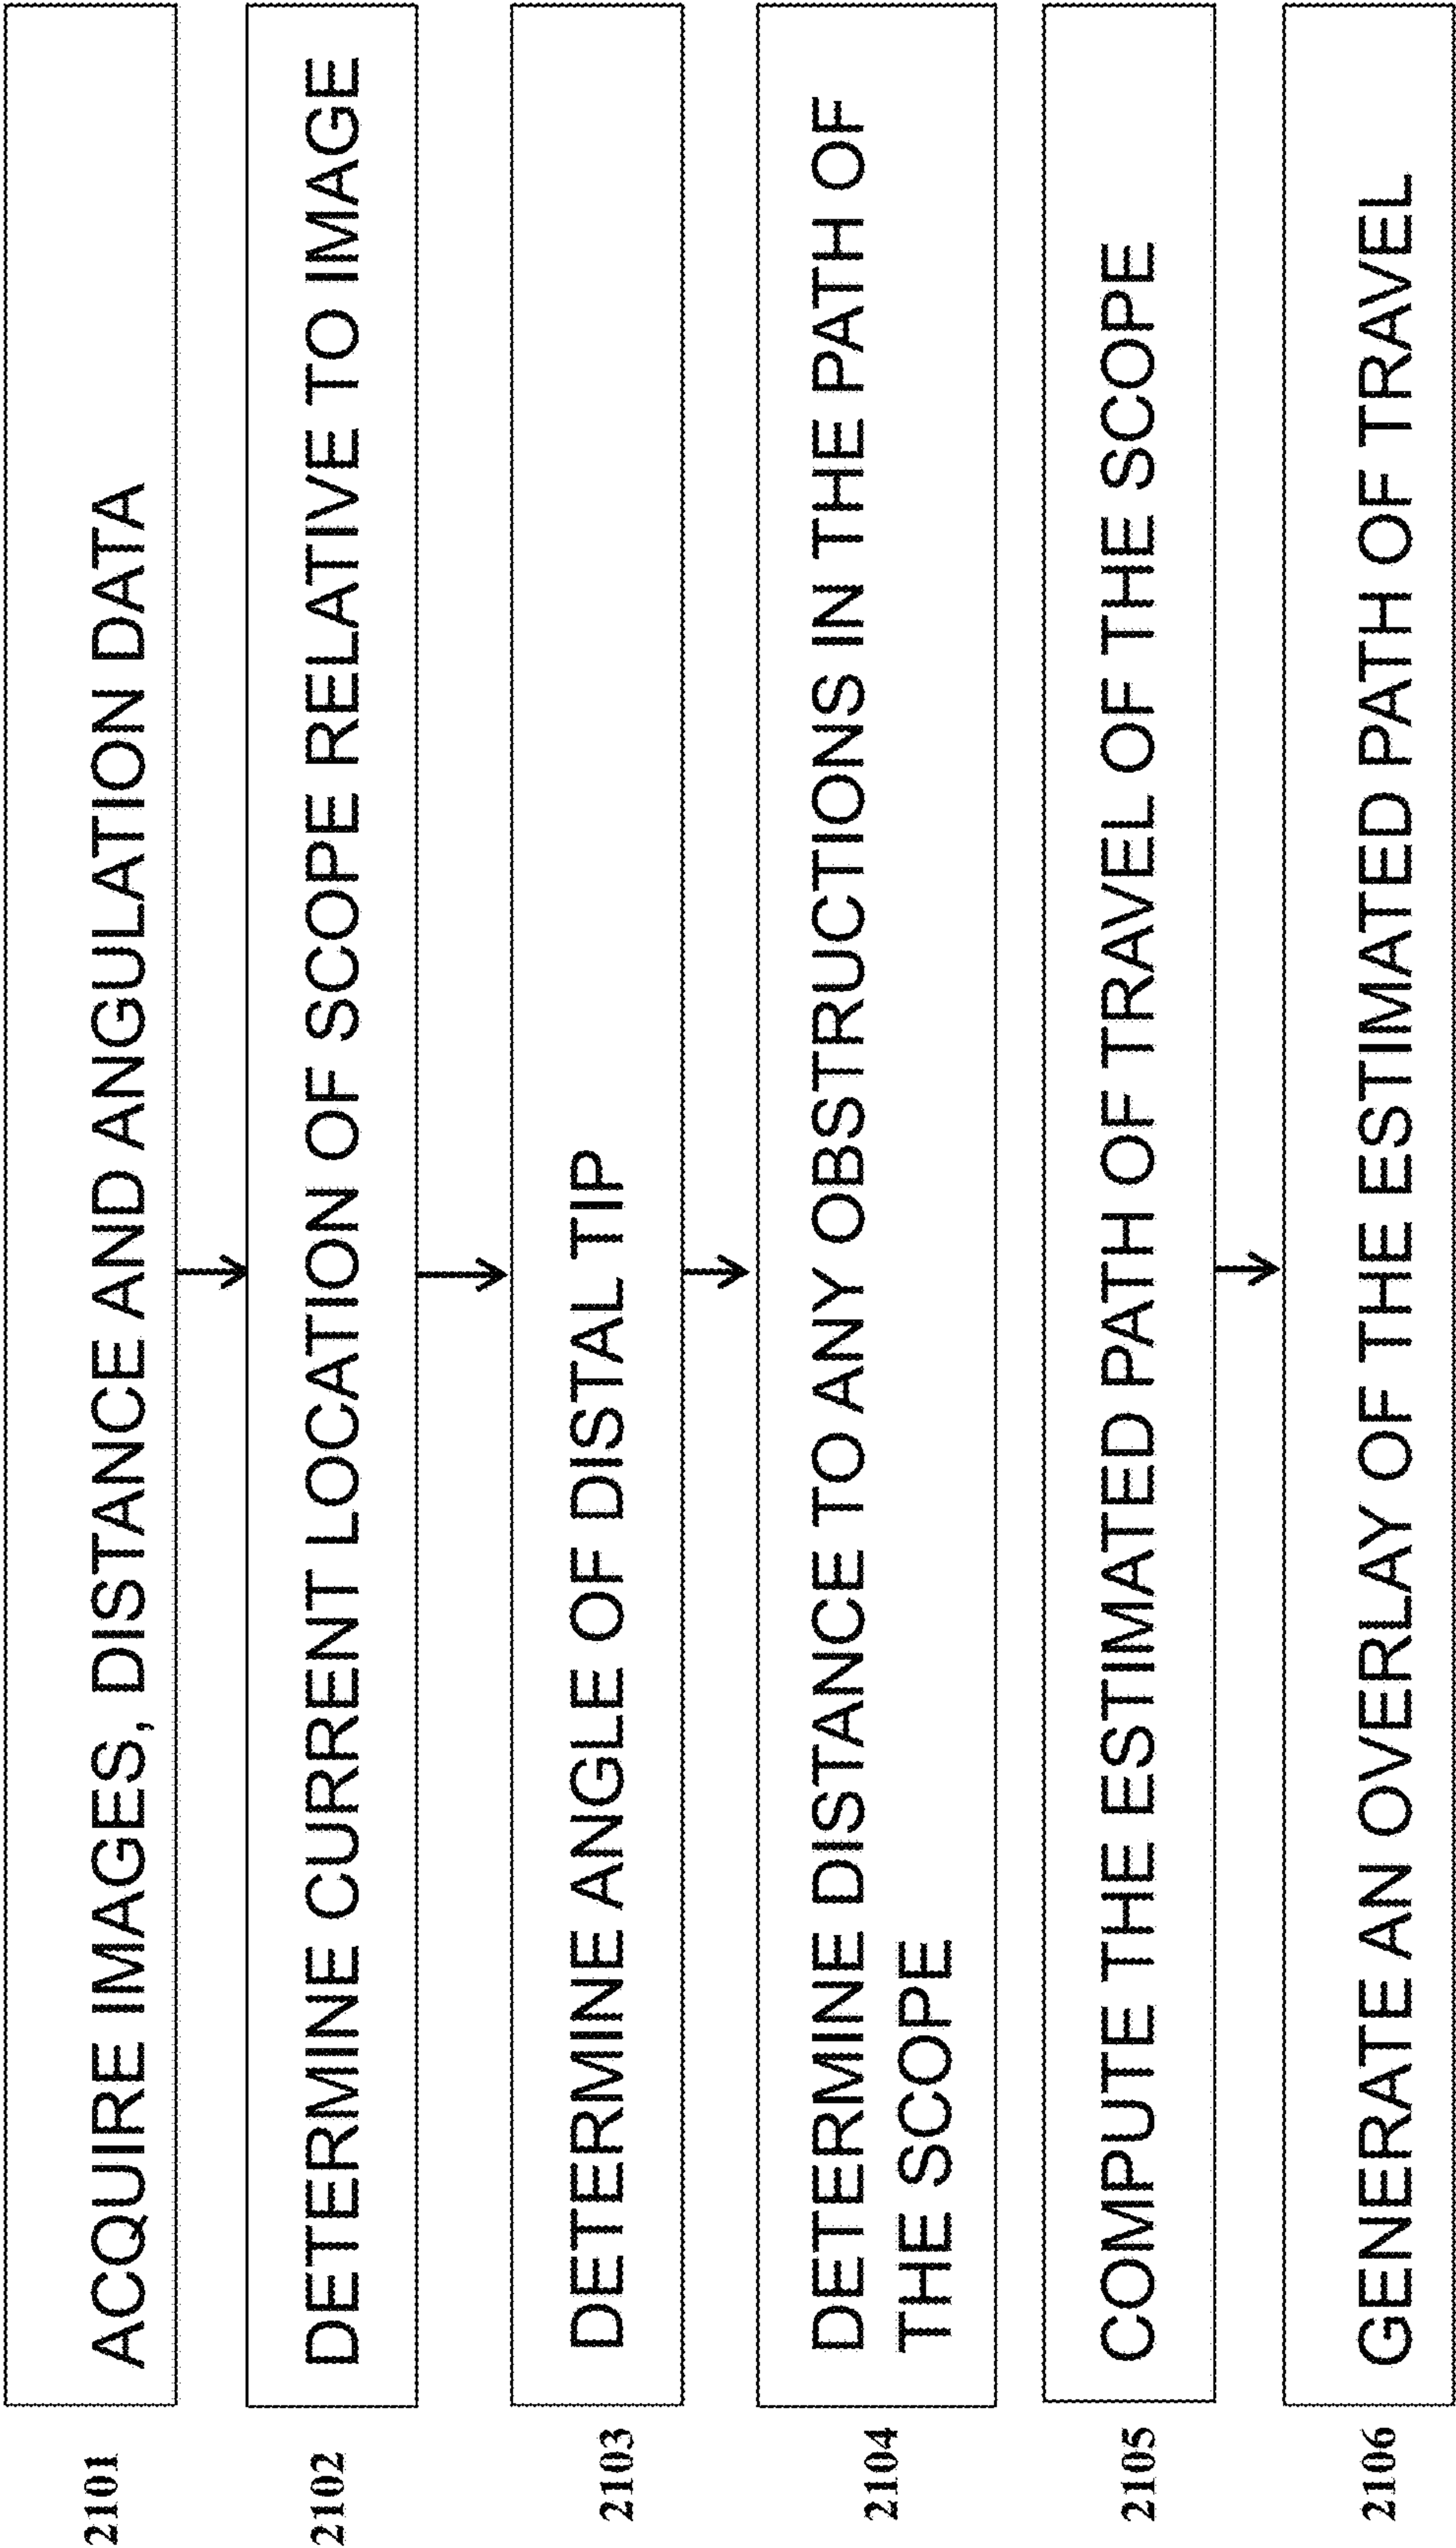 2101
ACQUIRE IMAGES, DISTANCE AND ANGULATION DATA
2102
DETERMINE CURRENT LOCATION OF SCOPE RELATIVE TO IMAGE
2103
DETERMINE ANGLE OF DISTAL TIP
2104
DETERMINE DISTANCE TO ANY OBSTRUCTIONS IN THE PATH OF
THE SCOPE
2105
COMPUTE THE ESTIMATED PATH OF TRAVEL OF THE SCOPE
2106
GENERATE AN OVERLAY OF THE ESTIMATED PATH OF TRAVEL